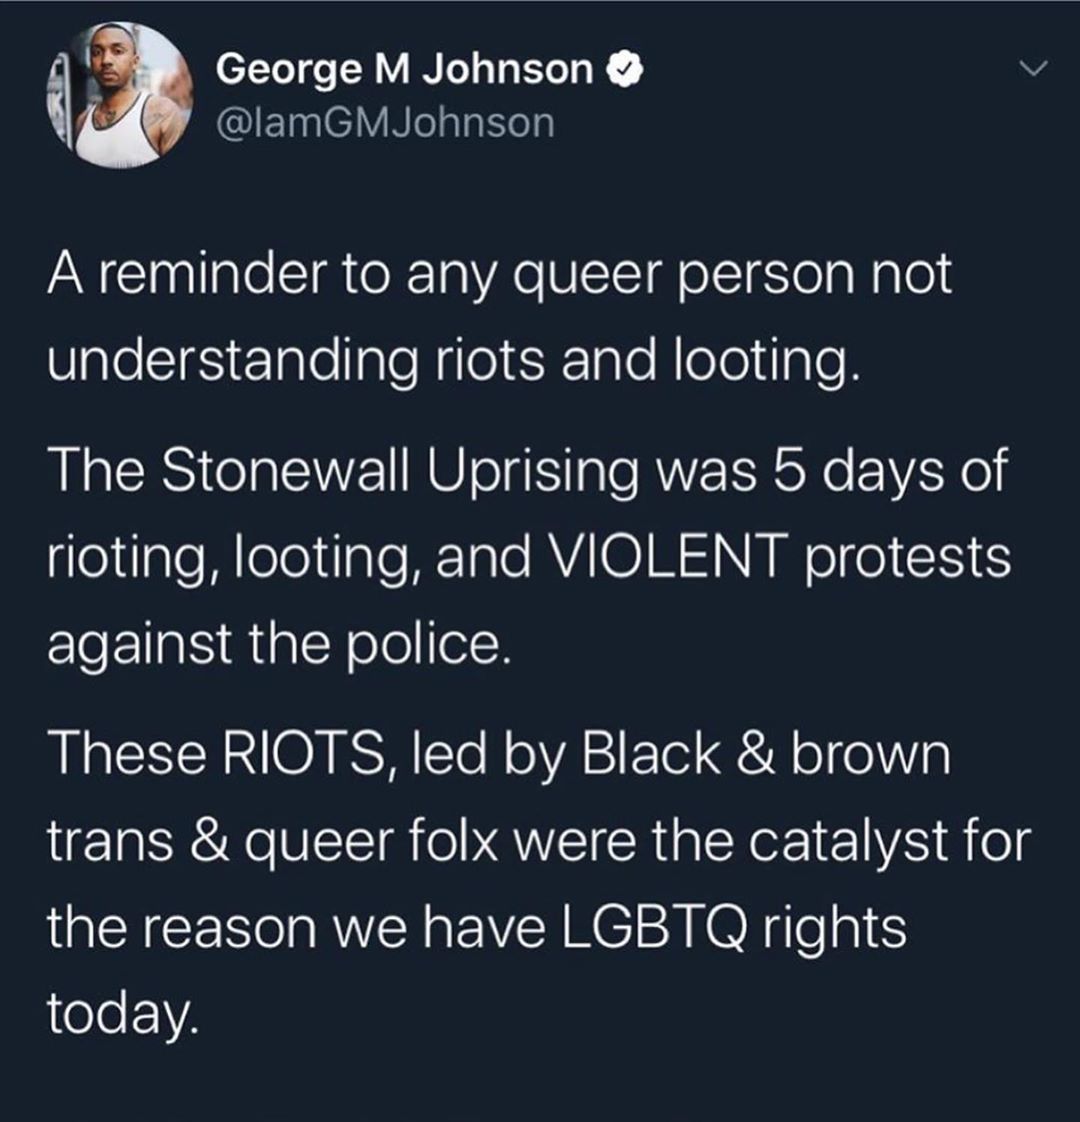 George M Johnson
@IamGMJohnson
A reminder to any queer person not
understanding riots and looting.
The Stonewall Uprising was 5 days of
rioting, looting, and VIOLENT protests
against the police.
These RIOTS, led by Black & brown
trans & queer folx were the catalyst for
the reason we have LGBTQ rights
today.